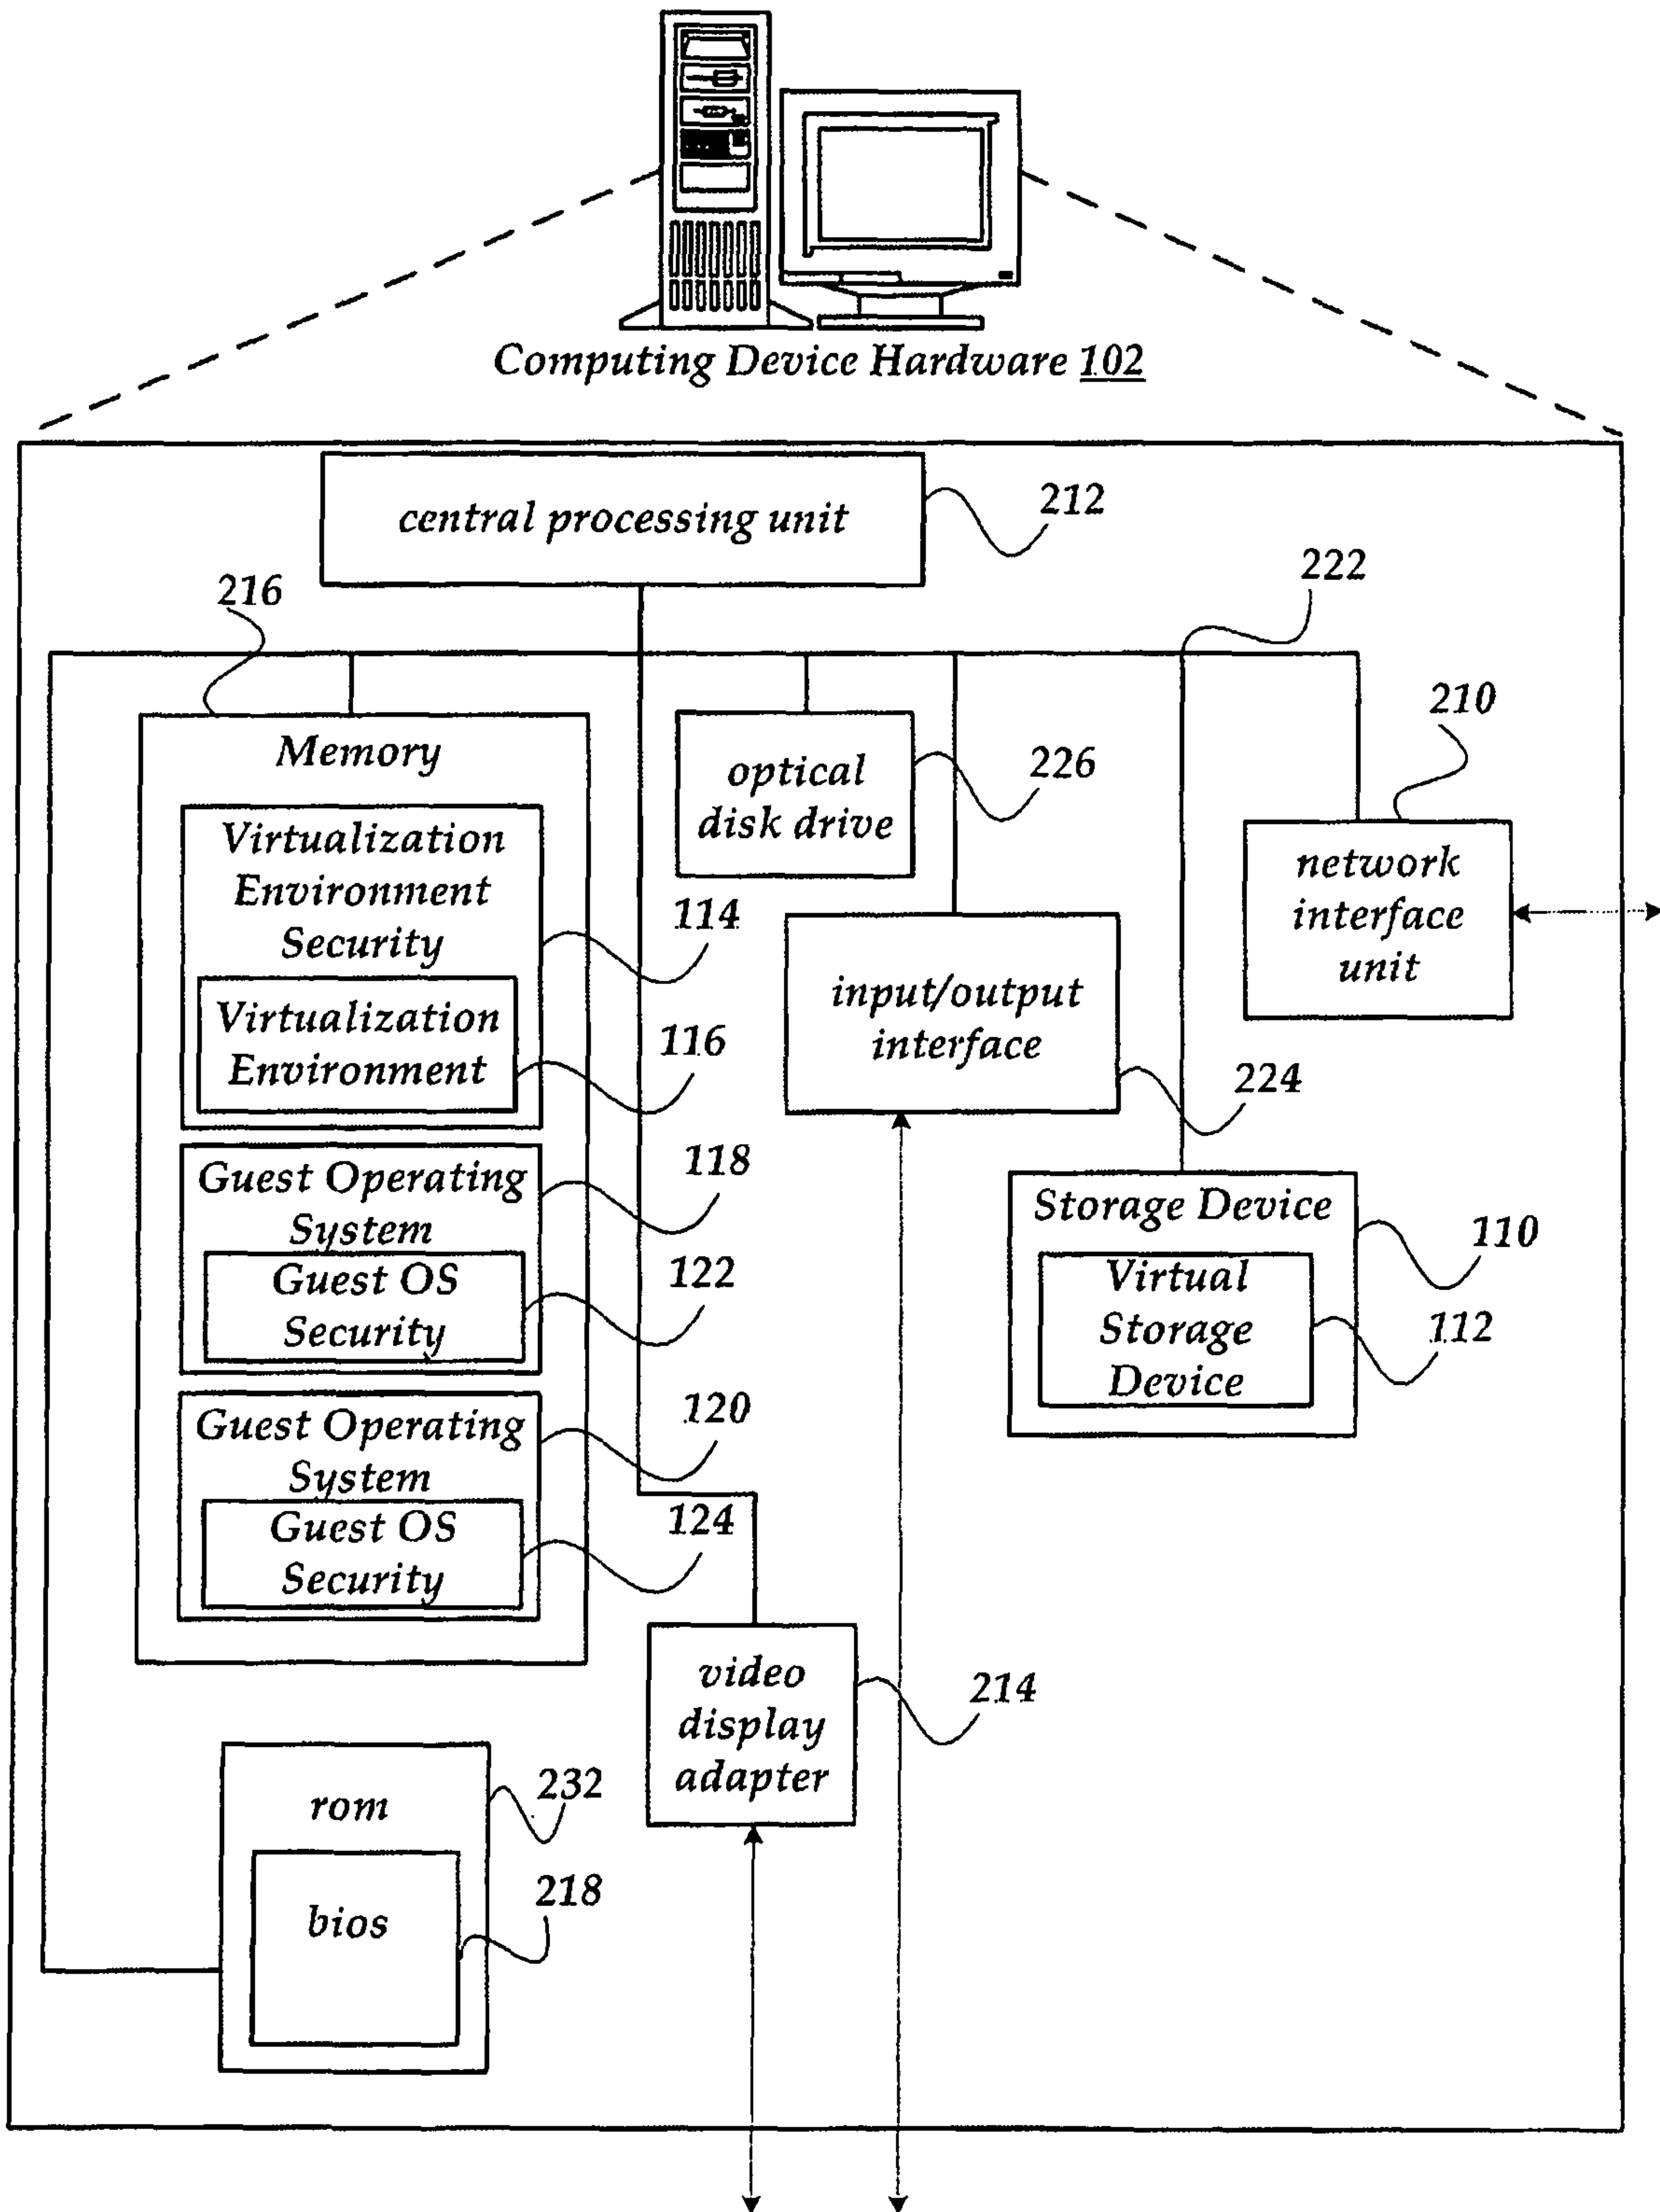 Computing Device Hardware 102
central processing unit
212
222
216
210
Memory
optical
disk drive
226
network
interface
unit
Virtualization
Environment
Security
114
Virtualization
Environment
116
input/output
interface
224
Guest Operating
System
118
Guest OS
Security
122
Storage Device
110
Virtual
Storage
Device
112
Guest Operating
System
120
Guest OS
Security
124
video
display
adapter
214
rom
232
bios
218